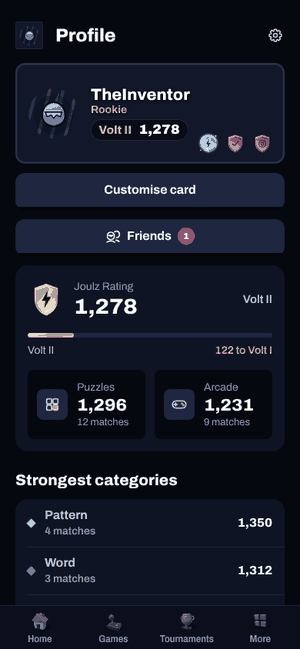 Profile
TheInventor
Rookie
Volt II 1,278
Customise card
Friends 1
Joulz Rating
1,278
Volt II
Volt II
122 to Volt I
Puzzles
1,296
12 matches
Arcade
1,231
9 matches
Strongest categories
Pattern
4 matches
1,350
Word
3 matches
1,312
Home
Games
Tournaments
More